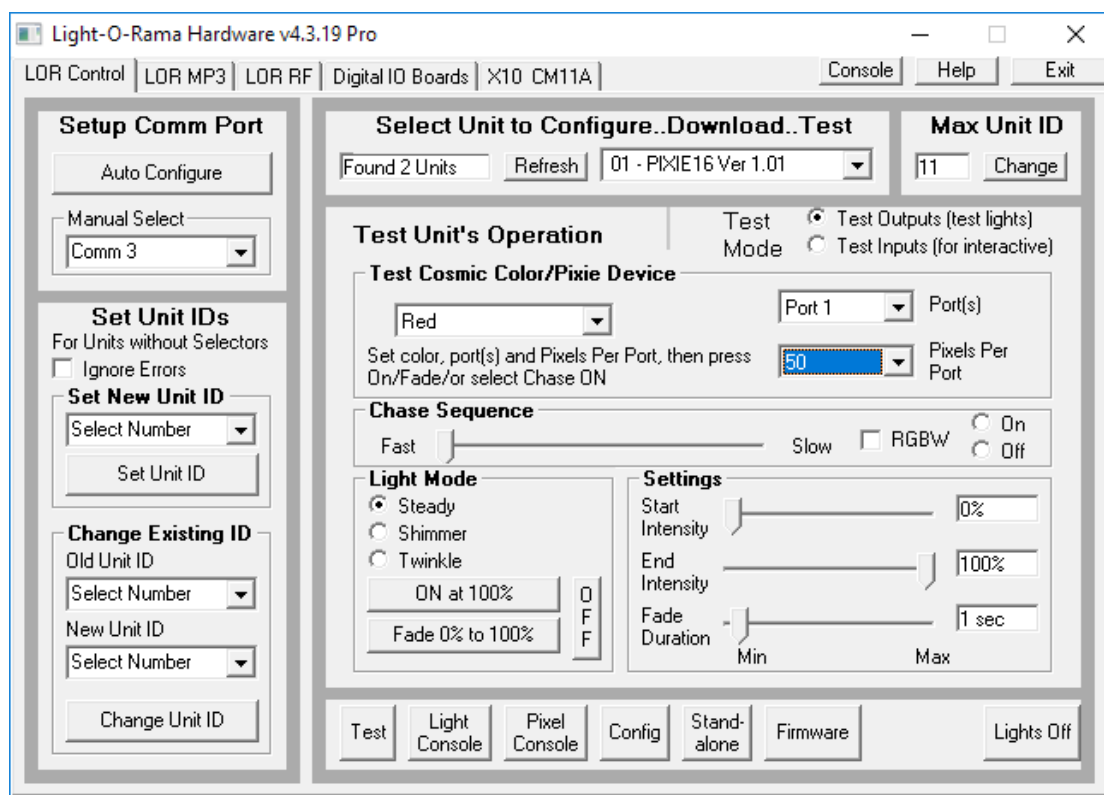 Light-O-Rama Hardware v4.3.19 Pro
LOR Control
LOR MP3
LOR RF
Digital IO Boards
X10 CM11A
Console
Help
Exit
Setup Comm Port
Auto Configure
Manual Select
Comm 3
Set Unit IDs
For Units without Selectors
Ignore Errors
Set New Unit ID
Select Number
Set Unit ID
Change Existing ID
Old Unit ID
Select Number
New Unit ID
Select Number
Change Unit ID
Select Unit to Configure..Download..Test
Found 2 Units
Refresh
01 - PIXIE16 Ver 1.01
Max Unit ID
11
Change
Test Unit's Operation
Test
Mode
Test Outputs (test lights)
Test Inputs (for interactive)
Test Cosmic Color/Pixie Device
Red
Port 1
Port(s)
Set color, port(s) and Pixels Per Port, then press
On/Fade/or select Chase ON
50
Pixels Per
Port
Chase Sequence
Fast
Slow
RGBW
On
Off
Light Mode
Steady
Shimmer
Twinkle
ON at 100%
Fade 0% to 100%
O
F
F
Settings
Start
Intensity
0%
End
Intensity
100%
Fade
Duration
1 sec
Min
Max
Test
Light
Console
Pixel
Console
Config
Stand-
alone
Firmware
Lights Off